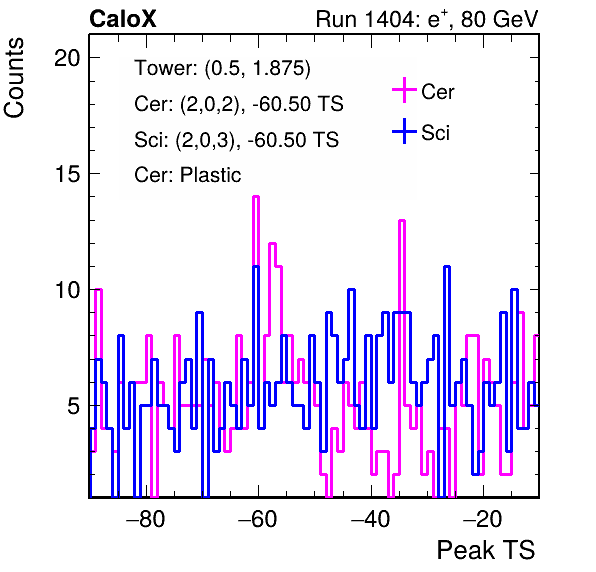 CaloX Run 1404: e⁺, 80 GeV
Counts
Tower: (0.5, 1.875)
Cer: (2,0,2), -60.50 TS
Sci: (2,0,3), -60.50 TS
Cer: Plastic
Cer
Sci
20
15
10
5
−80 −60 −40 −20
Peak TS